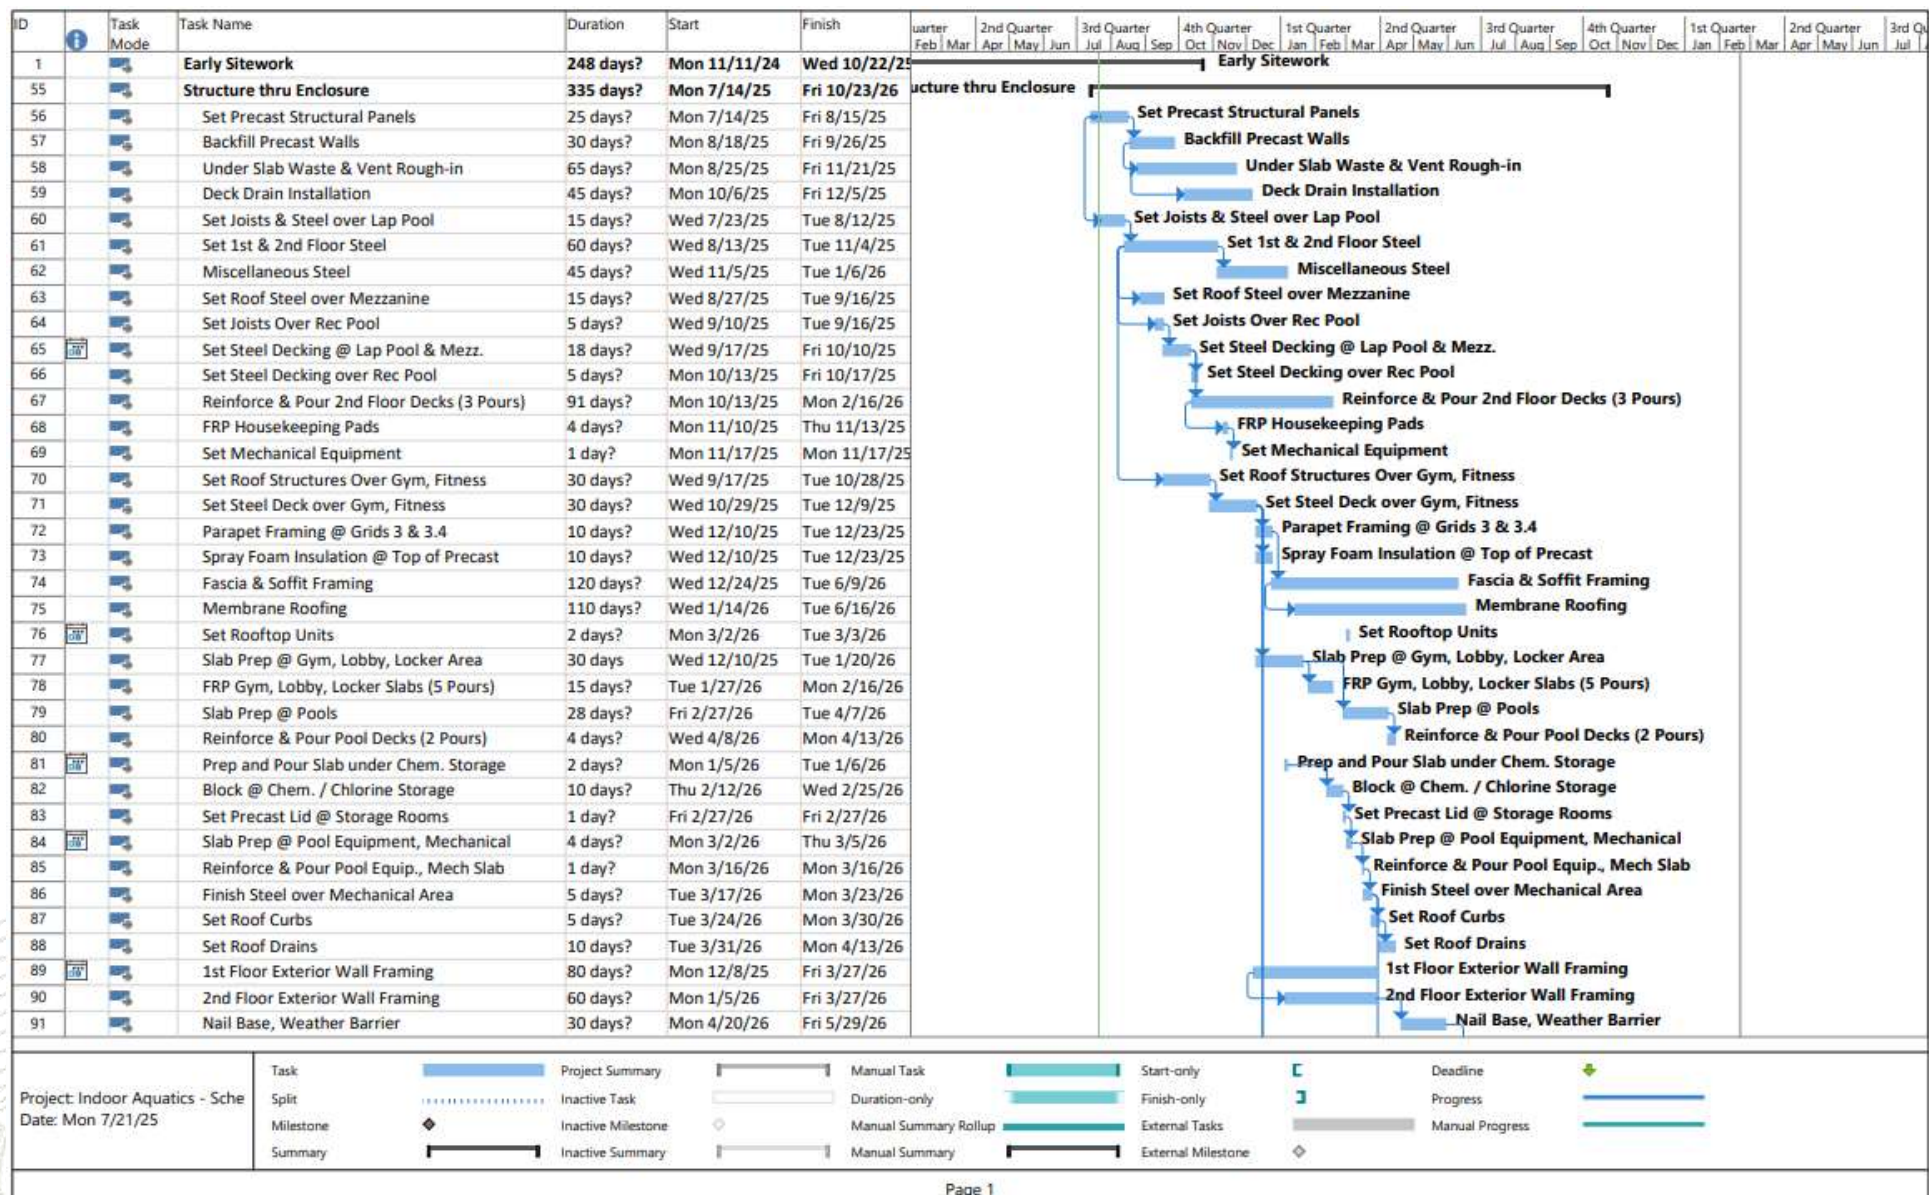 ID Task Mode Task Name Duration Start Finish
uarter 2nd Quarter 3rd Quarter 4th Quarter 1st Quarter 2nd Quarter 3rd Quarter 4th Quarter 1st Quarter 2nd Quarter 3rd Qu
Feb Mar Apr May Jun Jul Aug Sep Oct Nov Dec Jan Feb Mar Apr May Jun Jul Aug Sep Oct Nov Dec Jan Feb Mar Apr May Jun Jul
1 Early Sitework 248 days? Mon 11/11/24 Wed 10/22/25 Early Sitework
55 Structure thru Enclosure 335 days? Mon 7/14/25 Fri 10/23/26 ucture thru Enclosure
56 Set Precast Structural Panels 25 days? Mon 7/14/25 Fri 8/15/25 Set Precast Structural Panels
57 Backfill Precast Walls 30 days? Mon 8/18/25 Fri 9/26/25 Backfill Precast Walls
58 Under Slab Waste & Vent Rough-in 65 days? Mon 8/25/25 Fri 11/21/25 Under Slab Waste & Vent Rough-in
59 Deck Drain Installation 45 days? Mon 10/6/25 Fri 12/5/25 Deck Drain Installation
60 Set Joists & Steel over Lap Pool 15 days? Wed 7/23/25 Tue 8/12/25 Set Joists & Steel over Lap Pool
61 Set 1st & 2nd Floor Steel 60 days? Wed 8/13/25 Tue 11/4/25 Set 1st & 2nd Floor Steel
62 Miscellaneous Steel 45 days? Wed 11/5/25 Tue 1/6/26 Miscellaneous Steel
63 Set Roof Steel over Mezzanine 15 days? Wed 8/27/25 Tue 9/16/25 Set Roof Steel over Mezzanine
64 Set Joists Over Rec Pool 5 days? Wed 9/10/25 Tue 9/16/25 Set Joists Over Rec Pool
65 Set Steel Decking @ Lap Pool & Mezz. 18 days? Wed 9/17/25 Fri 10/10/25 Set Steel Decking @ Lap Pool & Mezz.
66 Set Steel Decking over Rec Pool 5 days? Mon 10/13/25 Fri 10/17/25 Set Steel Decking over Rec Pool
67 Reinforce & Pour 2nd Floor Decks (3 Pours) 91 days? Mon 10/13/25 Mon 2/16/26 Reinforce & Pour 2nd Floor Decks (3 Pours)
68 FRP Housekeeping Pads 4 days? Mon 11/10/25 Thu 11/13/25 FRP Housekeeping Pads
69 Set Mechanical Equipment 1 day? Mon 11/17/25 Mon 11/17/25 Set Mechanical Equipment
70 Set Roof Structures Over Gym, Fitness 30 days? Wed 9/17/25 Tue 10/28/25 Set Roof Structures Over Gym, Fitness
71 Set Steel Deck over Gym, Fitness 30 days? Wed 10/29/25 Tue 12/9/25 Set Steel Deck over Gym, Fitness
72 Parapet Framing @ Grids 3 & 3.4 10 days? Wed 12/10/25 Tue 12/23/25 Parapet Framing @ Grids 3 & 3.4
73 Spray Foam Insulation @ Top of Precast 10 days? Wed 12/10/25 Tue 12/23/25 Spray Foam Insulation @ Top of Precast
74 Fascia & Soffit Framing 120 days? Wed 12/24/25 Tue 6/9/26 Fascia & Soffit Framing
75 Membrane Roofing 110 days? Wed 1/14/26 Tue 6/16/26 Membrane Roofing
76 Set Rooftop Units 2 days? Mon 3/2/26 Tue 3/3/26 Set Rooftop Units
77 Slab Prep @ Gym, Lobby, Locker Area 30 days Wed 12/10/25 Tue 1/20/26 Slab Prep @ Gym, Lobby, Locker Area
78 FRP Gym, Lobby, Locker Slabs (5 Pours) 15 days? Tue 1/27/26 Mon 2/16/26 FRP Gym, Lobby, Locker Slabs (5 Pours)
79 Slab Prep @ Pools 28 days? Fri 2/27/26 Tue 4/7/26 Slab Prep @ Pools
80 Reinforce & Pour Pool Decks (2 Pours) 4 days? Wed 4/8/26 Mon 4/13/26 Reinforce & Pour Pool Decks (2 Pours)
81 Prep and Pour Slab under Chem. Storage 2 days? Mon 1/5/26 Tue 1/6/26 Prep and Pour Slab under Chem. Storage
82 Block @ Chem. / Chlorine Storage 10 days? Thu 2/12/26 Wed 2/25/26 Block @ Chem. / Chlorine Storage
83 Set Precast Lid @ Storage Rooms 1 day? Fri 2/27/26 Fri 2/27/26 Set Precast Lid @ Storage Rooms
84 Slab Prep @ Pool Equipment, Mechanical 4 days? Mon 3/2/26 Thu 3/5/26 Slab Prep @ Pool Equipment, Mechanical
85 Reinforce & Pour Pool Equip., Mech Slab 1 day? Mon 3/16/26 Mon 3/16/26 Reinforce & Pour Pool Equip., Mech Slab
86 Finish Steel over Mechanical Area 5 days? Tue 3/17/26 Mon 3/23/26 Finish Steel over Mechanical Area
87 Set Roof Curbs 5 days? Tue 3/24/26 Mon 3/30/26 Set Roof Curbs
88 Set Roof Drains 10 days? Tue 3/31/26 Mon 4/13/26 Set Roof Drains
89 1st Floor Exterior Wall Framing 80 days? Mon 12/8/25 Fri 3/27/26 1st Floor Exterior Wall Framing
90 2nd Floor Exterior Wall Framing 60 days? Mon 1/5/26 Fri 3/27/26 2nd Floor Exterior Wall Framing
91 Nail Base, Weather Barrier 30 days? Mon 4/20/26 Fri 5/29/26 Nail Base, Weather Barrier
Project: Indoor Aquatics - Sche
Date: Mon 7/21/25
Task Project Summary Manual Task Start-only Deadline
Split Inactive Task Duration-only Finish-only Progress
Milestone Inactive Milestone Manual Summary Rollup External Tasks Manual Progress
Summary Inactive Summary Manual Summary External Milestone
Page 1